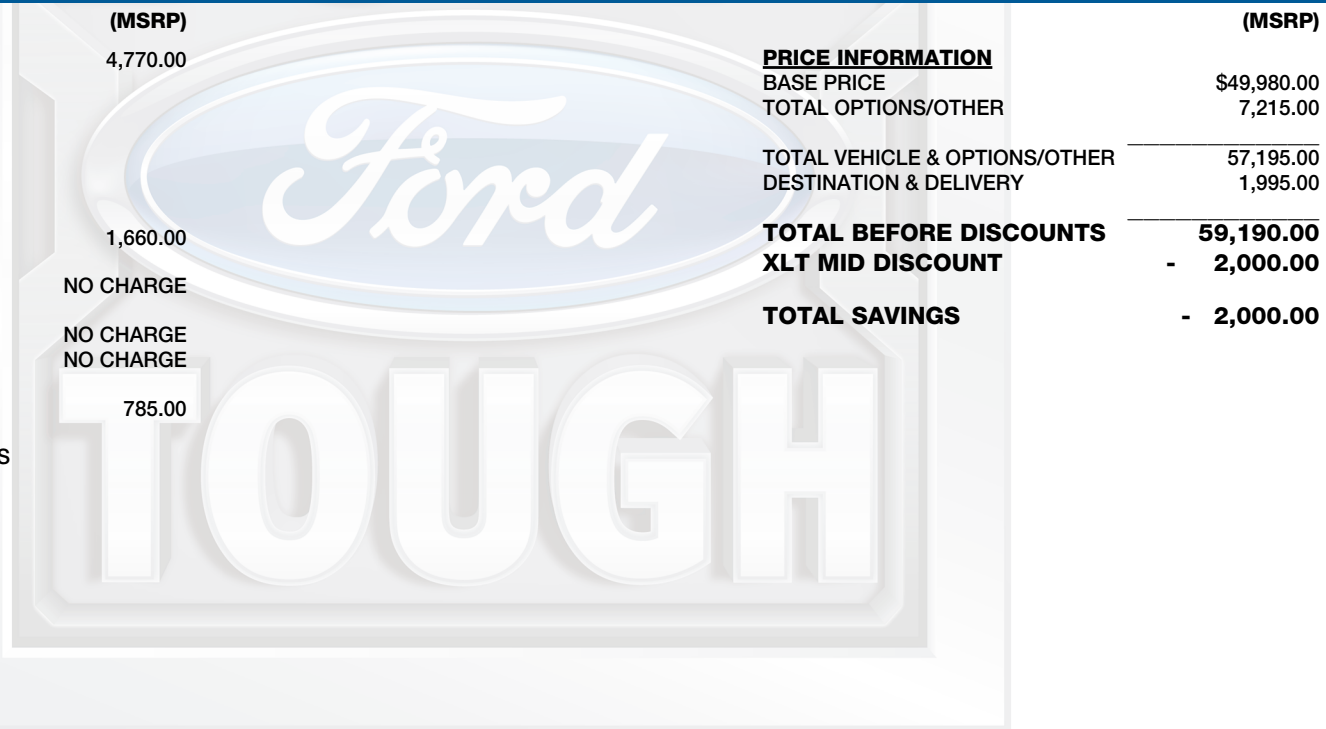 (MSRP)
4,770.00
1,660.00
NO CHARGE
NO CHARGE
NO CHARGE
785.00
S
Ford
TOUGH
(MSRP)
PRICE INFORMATION
BASE PRICE $49,980.00
TOTAL OPTIONS/OTHER 7,215.00
TOTAL VEHICLE & OPTIONS/OTHER 57,195.00
DESTINATION & DELIVERY 1,995.00
TOTAL BEFORE DISCOUNTS 59,190.00
XLT MID DISCOUNT - 2,000.00
TOTAL SAVINGS - 2,000.00